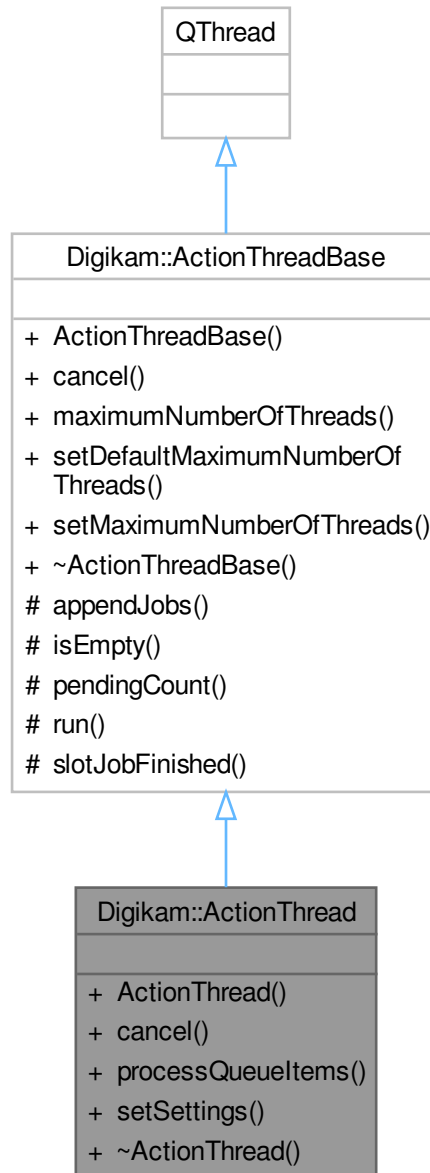 QThread
Digikam::ActionThreadBase
+ ActionThreadBase()
+ cancel()
+ maximumNumberOfThreads()
+ setDefaultMaximumNumberOf
Threads()
+ setMaximumNumberOfThreads()
+ ~ActionThreadBase()
# appendJobs()
# isEmpty()
# pendingCount()
# run()
# slotJobFinished()
Digikam::ActionThread
+ ActionThread()
+ cancel()
+ processQueueItems()
+ setSettings()
+ ~ActionThread()